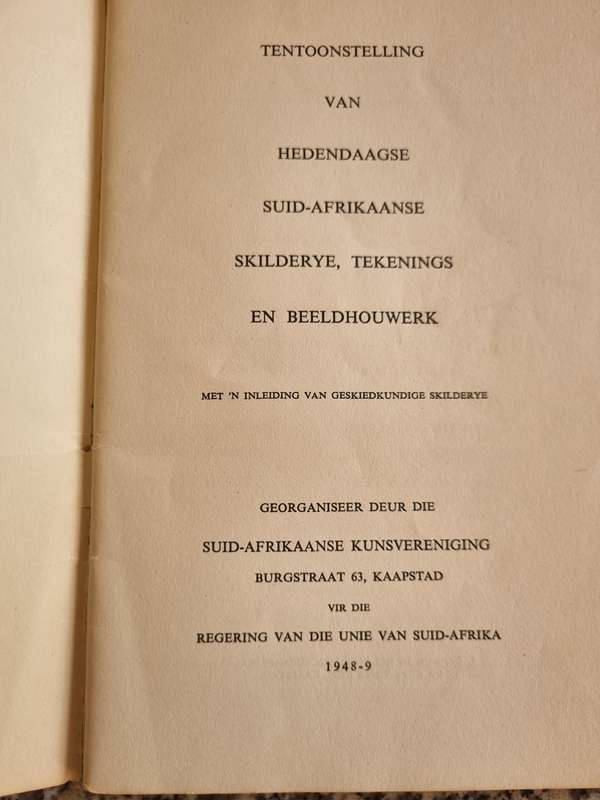 TENTOONSTELLING
VAN
HEDENDAAGSE
SUID-AFRIKAANSE
SKILDERYE, TEKENINGS
EN BEELDHOUWERK
MET 'N INLEIDING VAN GESKIEDKUNDIGE SKILDERYE
GEORGANISEER DEUR DIE
SUID-AFRIKAANSE KUNSVERENIGING
BURGSTRAAT 63, KAAPSTAD
VIR DIE
REGERING VAN DIE UNIE VAN SUID-AFRIKA
1948-9